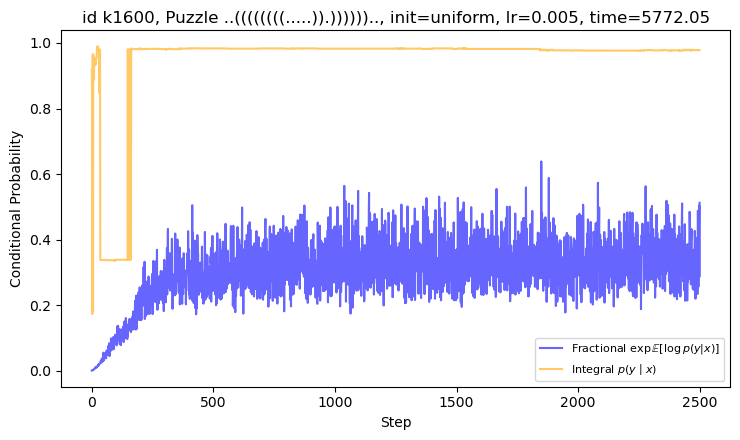 id k1600, Puzzle ..((((((((.....)).)))))).., init=uniform, lr=0.005, time=5772.05
1.0
0.8
0.6
0.4
0.2
0.0
Conditional Probability
0
500
1000
1500
2000
2500
Step
Fractional exp𝔼[log p(y|x)]
Integral p(y | x)